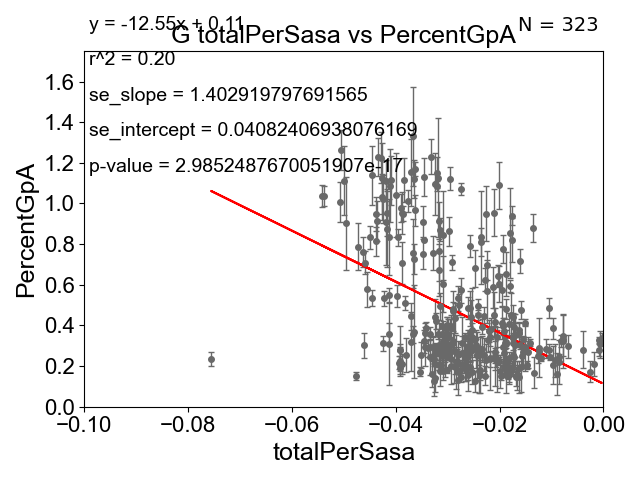 y = -12.55x + 0.11
N = 323
G totalPerSasa vs PercentGpA
r^2 = 0.20
se_slope = 1.402919797691565
se_intercept = 0.04082406938076169
p-value = 2.9852487670051907e-17
PercentGpA
1.6
1.4
1.2
1.0
0.8
0.6
0.4
0.2
0.0
−0.10
−0.08
−0.06
−0.04
−0.02
0.00
totalPerSasa